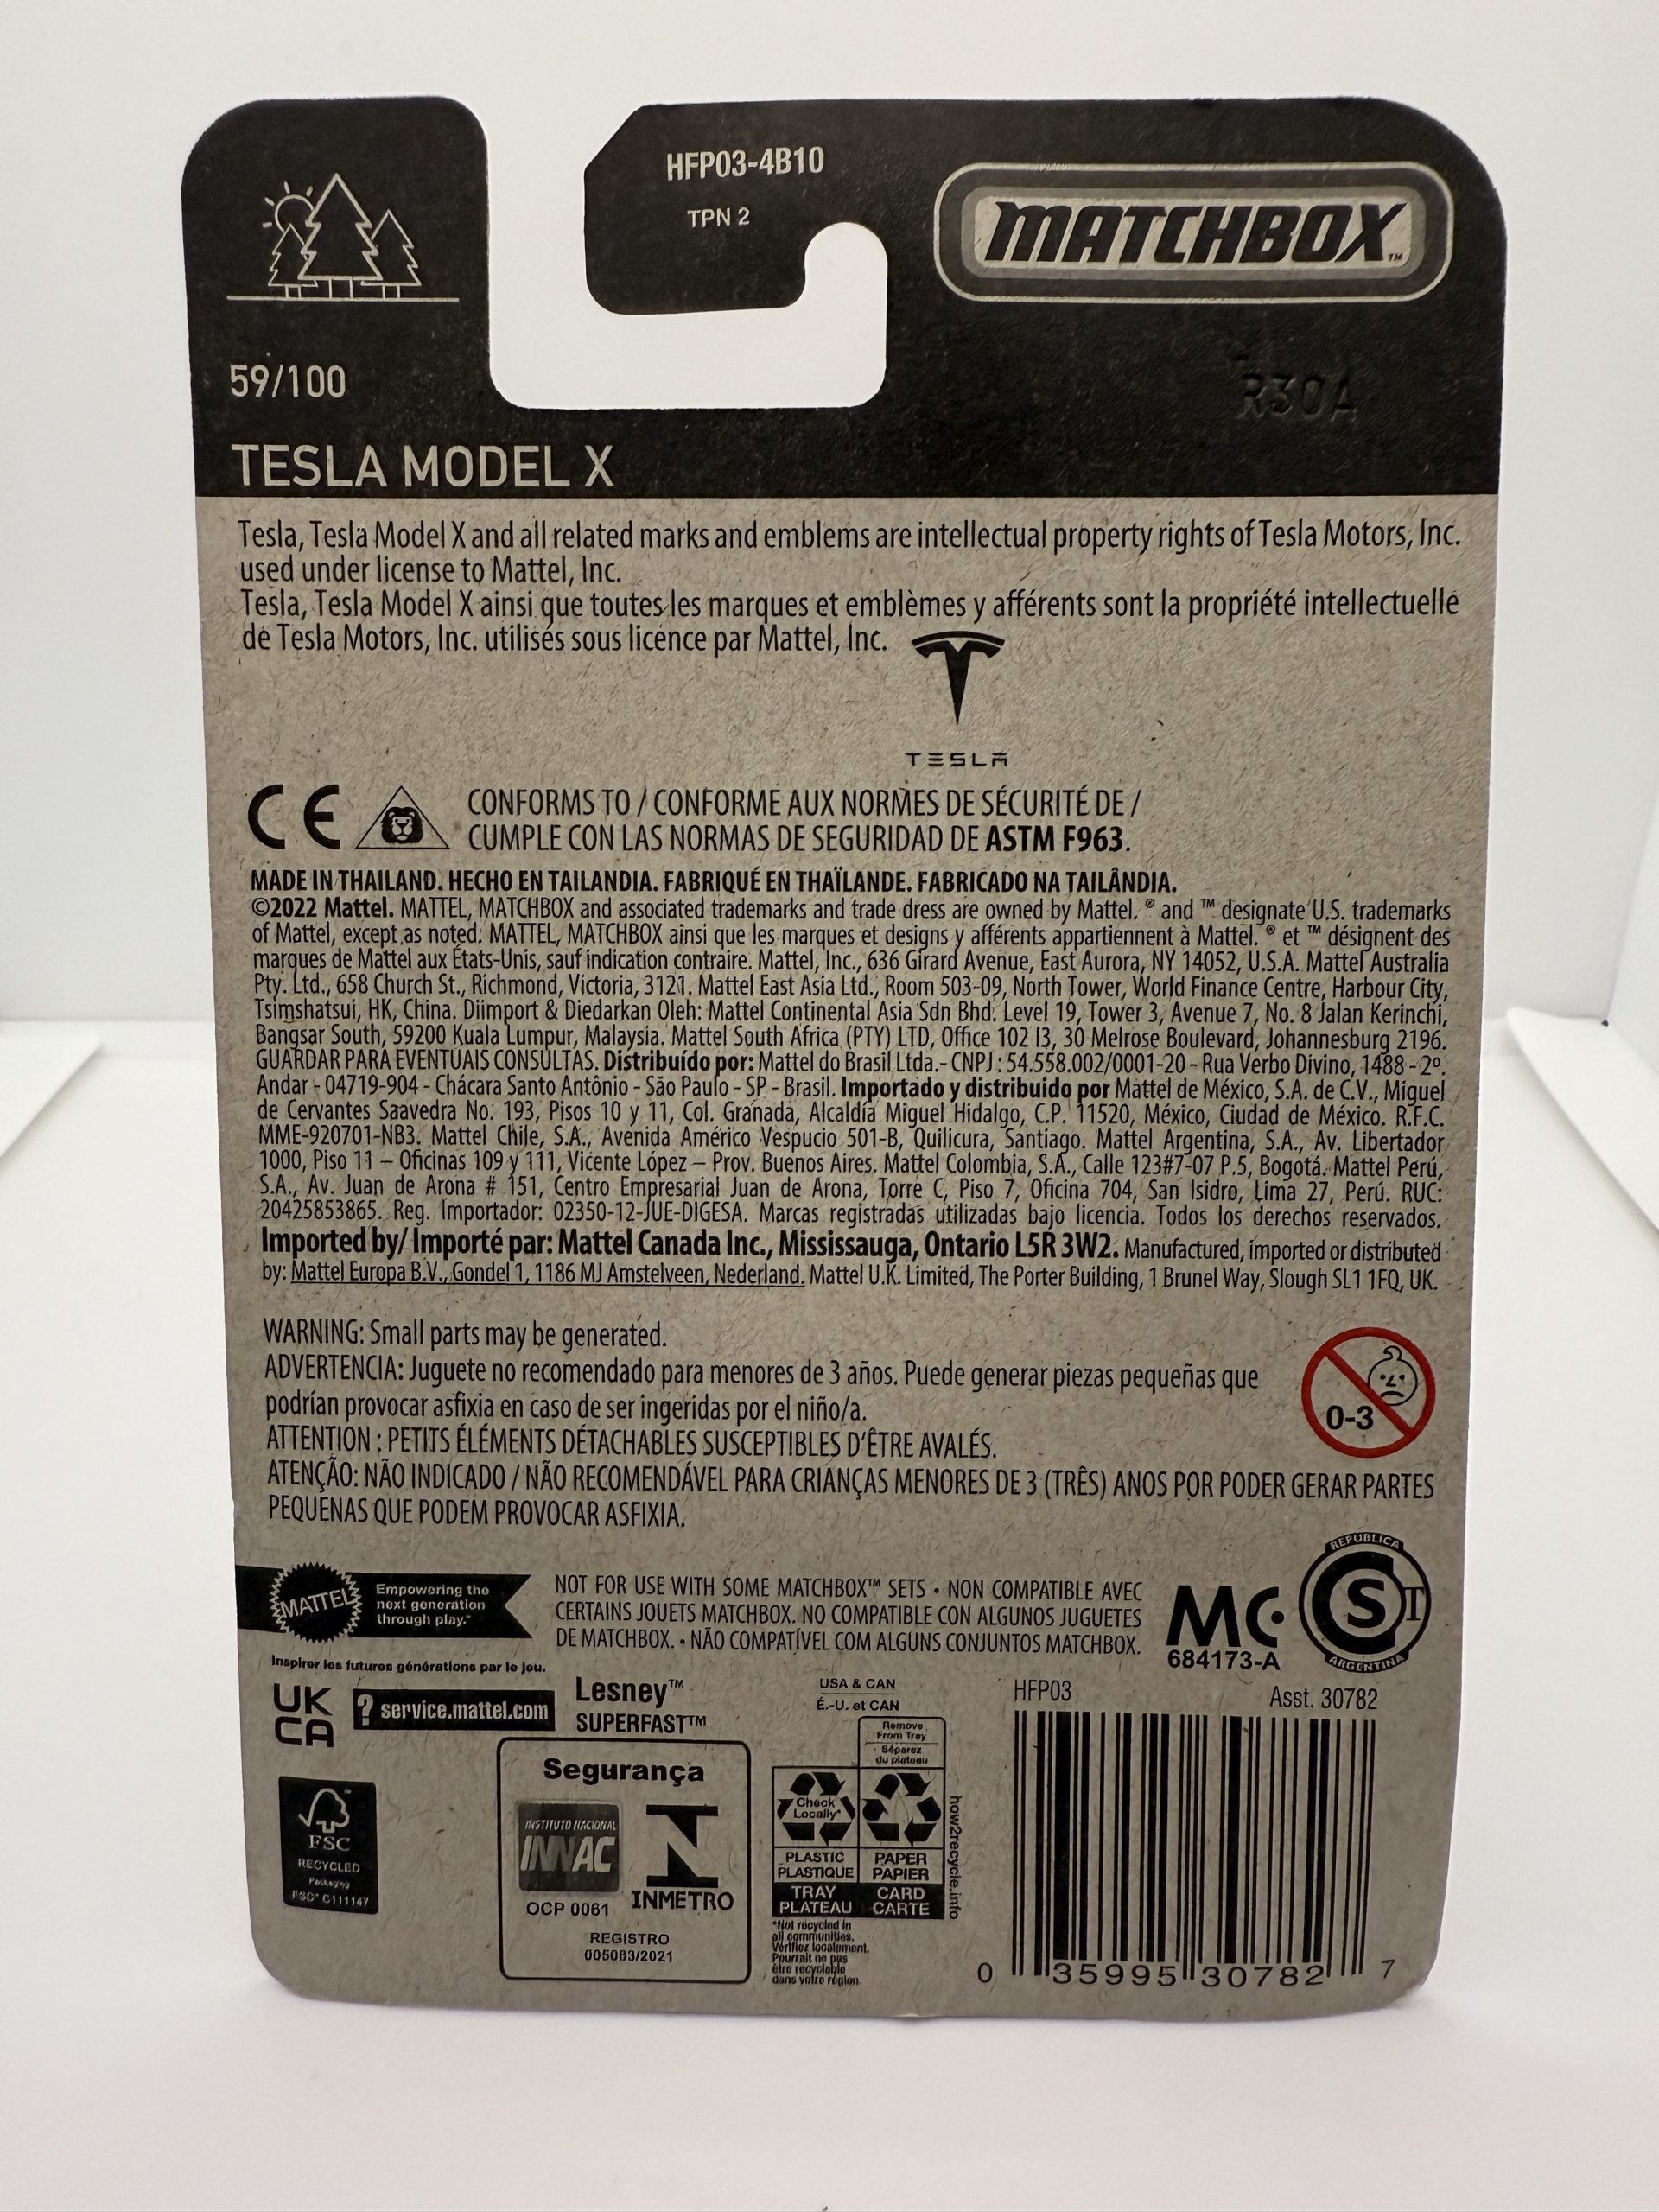 HFP03-4B10
TPN 2
MATCHBOX™
59/100
R30A
TESLA MODEL X
Tesla, Tesla Model X and all related marks and emblems are intellectual property rights of Tesla Motors, Inc.
used under license to Mattel, Inc.
Tesla, Tesla Model X ainsi que toutes les marques et emblèmes y afférents sont la propriété intellectuelle
de Tesla Motors, Inc. utilisés sous licence par Mattel, Inc.
TESLA
CE
CONFORMS TO / CONFORME AUX NORMES DE SÉCURITÉ DE /
CUMPLE CON LAS NORMAS DE SEGURIDAD DE ASTM F963.
MADE IN THAILAND. HECHO EN TAILANDIA. FABRIQUÉ EN THAÏLANDE. FABRICADO NA TAILÂNDIA.
©2022 Mattel. MATTEL, MATCHBOX and associated trademarks and trade dress are owned by Mattel. ® and ™ designate U.S. trademarks
of Mattel, except as noted. MATTEL, MATCHBOX ainsi que les marques et designs y afférents appartiennent à Mattel. ® et ™ désignent des
marques de Mattel aux États-Unis, sauf indication contraire. Mattel, Inc., 636 Girard Avenue, East Aurora, NY 14052, U.S.A. Mattel Australia
Pty. Ltd., 658 Church St., Richmond, Victoria, 3121. Mattel East Asia Ltd., Room 503-09, North Tower, World Finance Centre, Harbour City,
Tsimshatsui, HK, China. Diimport & Diedarkan Oleh: Mattel Continental Asia Sdn Bhd. Level 19, Tower 3, Avenue 7, No. 8 Jalan Kerinchi,
Bangsar South, 59200 Kuala Lumpur, Malaysia. Mattel South Africa (PTY) LTD, Office 102 I3, 30 Melrose Boulevard, Johannesburg 2196.
GUARDAR PARA EVENTUAIS CONSULTAS. Distribuído por: Mattel do Brasil Ltda.- CNPJ : 54.558.002/0001-20 - Rua Verbo Divino, 1488 - 2º.
Andar - 04719-904 - Chácara Santo Antônio - São Paulo - SP - Brasil. Importado y distribuido por Mattel de México, S.A. de C.V., Miguel
de Cervantes Saavedra No. 193, Pisos 10 y 11, Col. Granada, Alcaldía Miguel Hidalgo, C.P. 11520, México, Ciudad de México. R.F.C.
MME-920701-NB3. Mattel Chile, S.A., Avenida Américo Vespucio 501-B, Quilicura, Santiago. Mattel Argentina, S.A., Av. Libertador
1000, Piso 11 – Oficinas 109 y 111, Vicente López – Prov. Buenos Aires. Mattel Colombia, S.A., Calle 123#7-07 P.5, Bogotá. Mattel Perú,
S.A., Av. Juan de Arona # 151, Centro Empresarial Juan de Arona, Torre C, Piso 7, Oficina 704, San Isidro, Lima 27, Perú. RUC:
20425853865. Reg. Importador: 02350-12-JUE-DIGESA. Marcas registradas utilizadas bajo licencia. Todos los derechos reservados.
Imported by/ Importé par: Mattel Canada Inc., Mississauga, Ontario L5R 3W2. Manufactured, imported or distributed
by: Mattel Europa B.V., Gondel 1, 1186 MJ Amstelveen, Nederland. Mattel U.K. Limited, The Porter Building, 1 Brunel Way, Slough SL1 1FQ, UK.
WARNING: Small parts may be generated.
ADVERTENCIA: Juguete no recomendado para menores de 3 años. Puede generar piezas pequeñas que
podrían provocar asfixia en caso de ser ingeridas por el niño/a.
ATTENTION : PETITS ÉLÉMENTS DÉTACHABLES SUSCEPTIBLES D'ÊTRE AVALÉS.
ATENÇÃO: NÃO INDICADO / NÃO RECOMENDÁVEL PARA CRIANÇAS MENORES DE 3 (TRÊS) ANOS POR PODER GERAR PARTES
PEQUENAS QUE PODEM PROVOCAR ASFIXIA.
0-3
MATTEL
Empowering the
next generation
through play.™
Inspirer les futures générations par le jeu.
NOT FOR USE WITH SOME MATCHBOX™ SETS • NON COMPATIBLE AVEC
CERTAINS JOUETS MATCHBOX. NO COMPATIBLE CON ALGUNOS JUGUETES
DE MATCHBOX. • NÃO COMPATÍVEL COM ALGUNS CONJUNTOS MATCHBOX.
MC
684173-A
REPUBLICA
S
T
ARGENTINA
UK
CA
? service.mattel.com
Lesney™
SUPERFAST™
USA & CAN
É.-U. et CAN
Remove
From Tray
Séparez
du plateau
Check
Locally*
PLASTIC
PLASTIQUE
PAPER
PAPIER
TRAY
PLATEAU
CARD
CARTE
how2recycle.info
*Not recycled in
all communities.
Vérifiez localement.
Pourrait ne pas
être recyclable
dans votre région.
FSC
RECYCLED
Packaging
FSC® C111147
Segurança
INSTITUTO NACIONAL
INNAC
OCP 0061
INMETRO
REGISTRO
005083/2021
HFP03
Asst. 30782
0 35995 30782 7